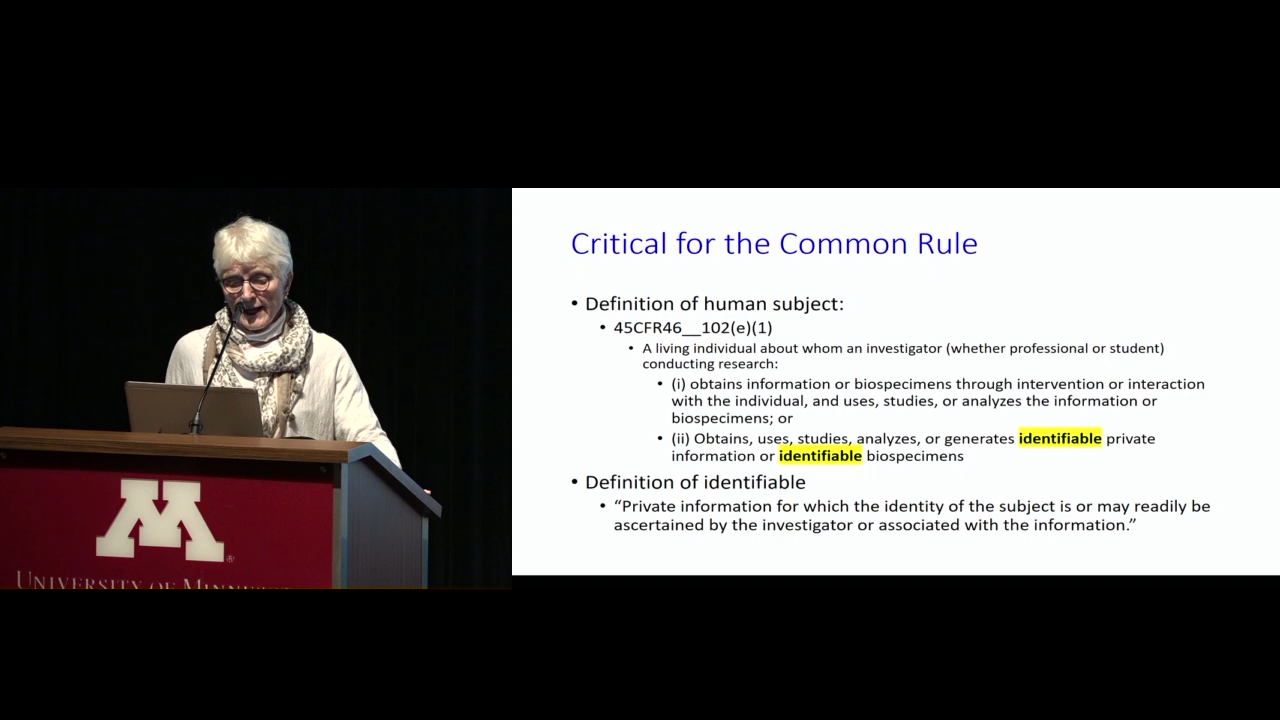 Critical for the Common Rule
• Definition of human subject:
• 45CFR46__102(e)(1)
• A living individual about whom an investigator (whether professional or student)
conducting research:
• (i) obtains information or biospecimens through intervention or interaction
with the individual, and uses, studies, or analyzes the information or
biospecimens; or
• (ii) Obtains, uses, studies, analyzes, or generates identifiable private
information or identifiable biospecimens
• Definition of identifiable
• “Private information for which the identity of the subject is or may readily be
ascertained by the investigator or associated with the information.”
M
UNIVERSITY OF